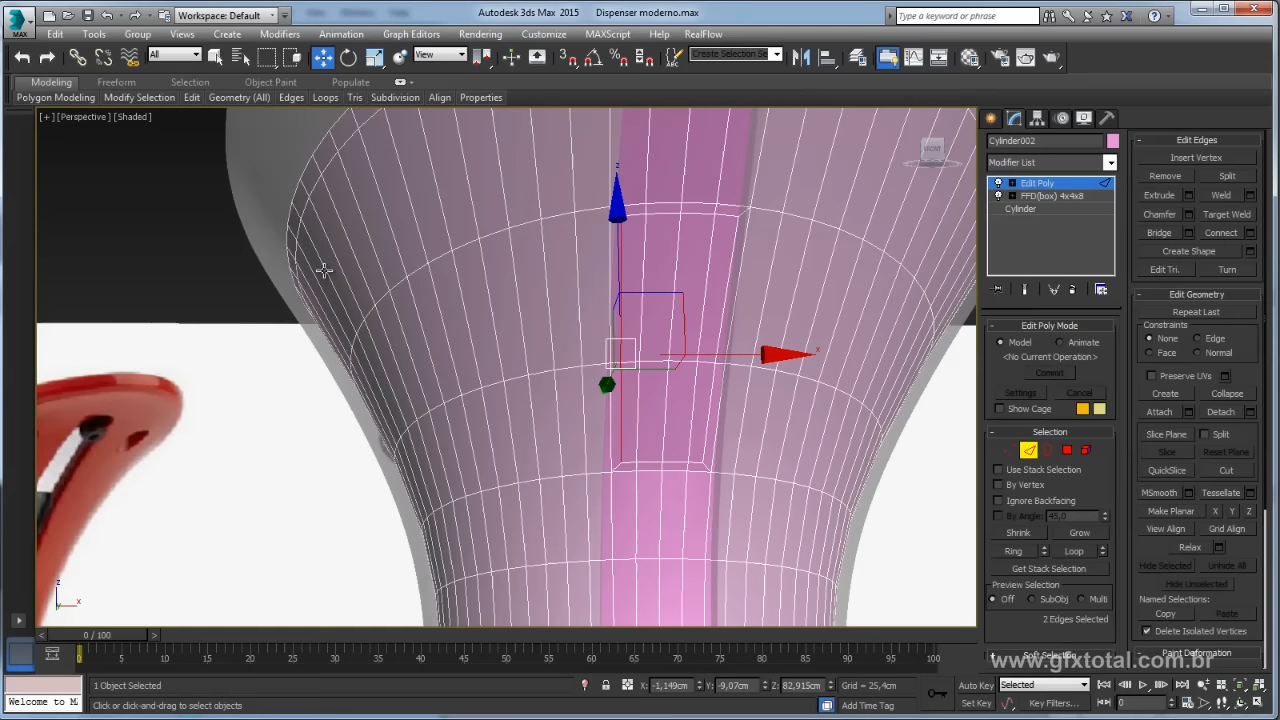 MAX
Workspace: Default
Autodesk 3ds Max 2015 Dispenser moderno.max
Type a keyword or phrase
Edit Tools Group Views Create Modifiers Animation Graph Editors Rendering Customize MAXScript Help RealFlow
All
View
Create Selection Se
Modeling Freeform Selection Object Paint Populate
Polygon Modeling Modify Selection Edit Geometry (All) Edges Loops Tris Subdivision Align Properties
[+] [Perspective] [Shaded]
FRONT
z
x
z
x
Cylinder002
Modifier List
Edit Poly
FFD(box) 4x4x8
Cylinder
Edit Poly Mode
Model Animate
<No Current Operation>
Commit
Settings Cancel
Show Cage
Selection
Use Stack Selection
By Vertex
Ignore Backfacing
By Angle: 45,0
Shrink Grow
Ring Loop
Get Stack Selection
Preview Selection
Off SubObj Multi
2 Edges Selected
Soft Selection
Edit Edges
Insert Vertex
Remove Split
Extrude Weld
Chamfer Target Weld
Bridge Connect
Create Shape
Edit Tri. Turn
Edit Geometry
Repeat Last
Constraints
None Edge
Face Normal
Preserve UVs
Create Collapse
Attach Detach
Slice Plane Split
Slice Reset Plane
QuickSlice Cut
MSmooth Tessellate
Make Planar X Y Z
View Align Grid Align
Relax
Hide Selected Unhide All
Hide Unselected
Named Selections:
Copy Paste
Delete Isolated Vertices
Paint Deformation
www.gfxtotal.com.br
< 0 / 100 >
0 5 10 15 20 25 30 35 40 45 50 55 60 65 70 75 80 85 90 95 100
1 Object Selected
X: -1,149cm Y: -9,07cm Z: 82,915cm Grid = 25,4cm
Auto Key Selected
Welcome to MA
Click or click-and-drag to select objects
Add Time Tag
Set Key Key Filters... 0